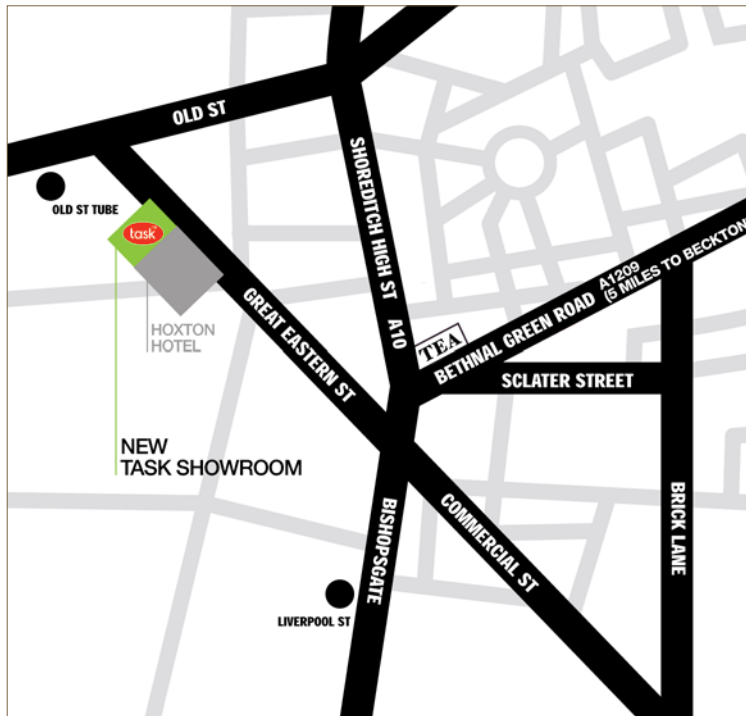 OLD ST
OLD ST TUBE
task
HOXTON
HOTEL
NEW
TASK SHOWROOM
GREAT EASTERN ST
SHOREDITCH HIGH ST A10
TEA
BETHNAL GREEN ROAD
A1209
(5 MILES TO BECKTON)
SCLATER STREET
BRICK LANE
COMMERCIAL ST
BISHOPSGATE
LIVERPOOL ST